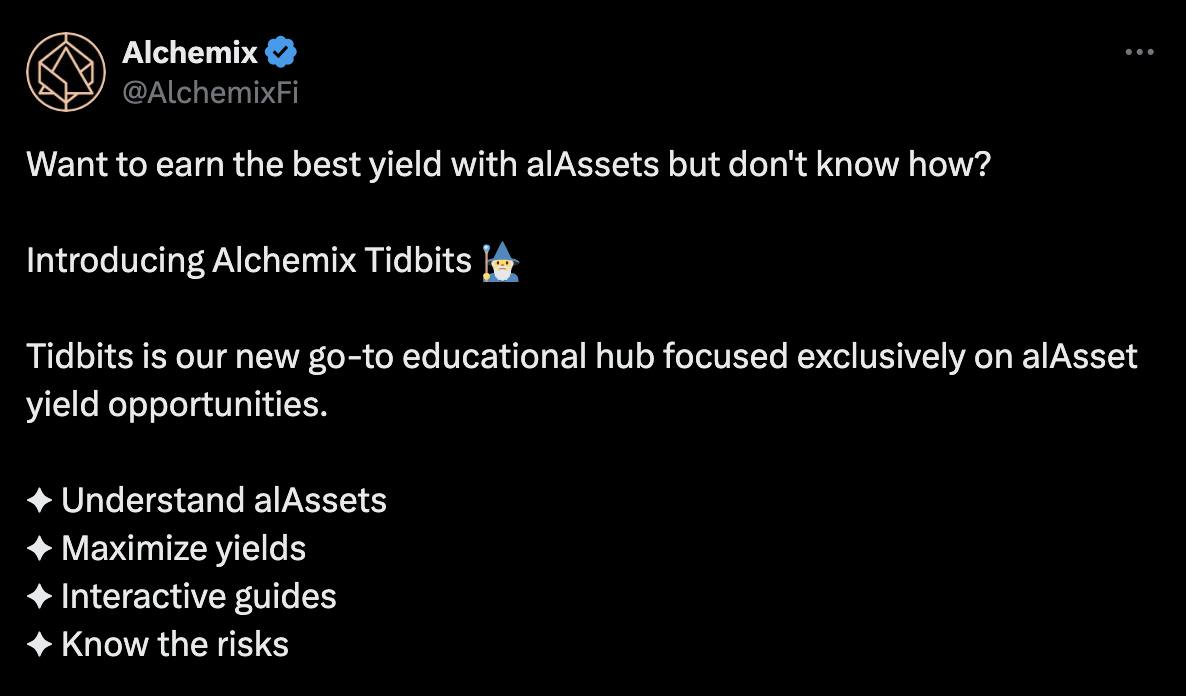 Alchemix
@AlchemixFi
Want to earn the best yield with alAssets but don't know how?
Introducing Alchemix Tidbits 🧙‍♂️
Tidbits is our new go-to educational hub focused exclusively on alAsset
yield opportunities.
✦ Understand alAssets
✦ Maximize yields
✦ Interactive guides
✦ Know the risks